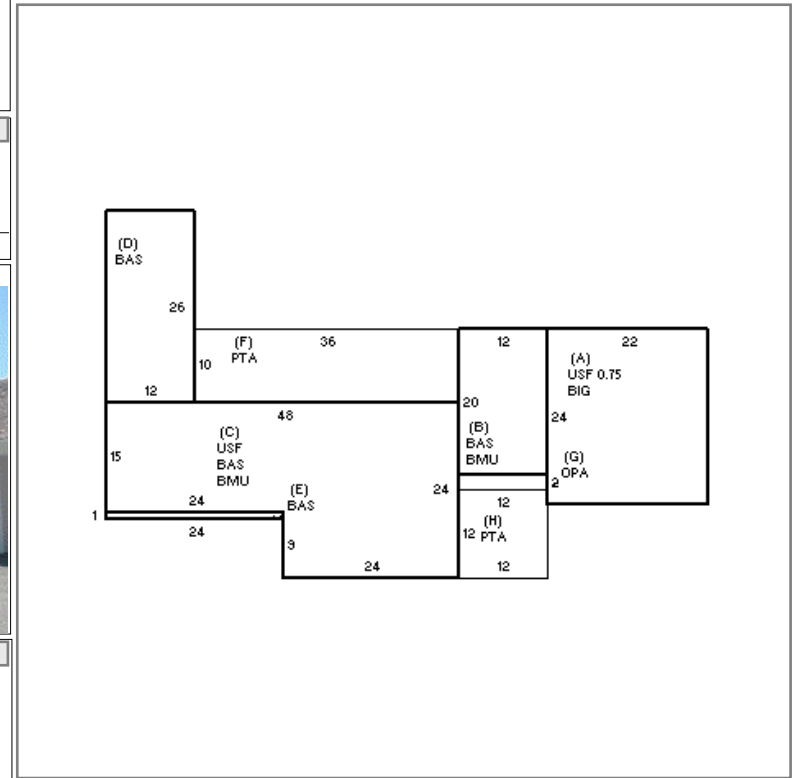 (D)
BAS
26
12
(F)
PTA
36
10
12
22
(A)
USF 0.75
BIG
24
20
(B)
BAS
BMU
(G)
OPA
2
48
(C)
USF
BAS
BMU
15
24
(E)
BAS
24
1
24
9
24
12
(H)
PTA
12
12